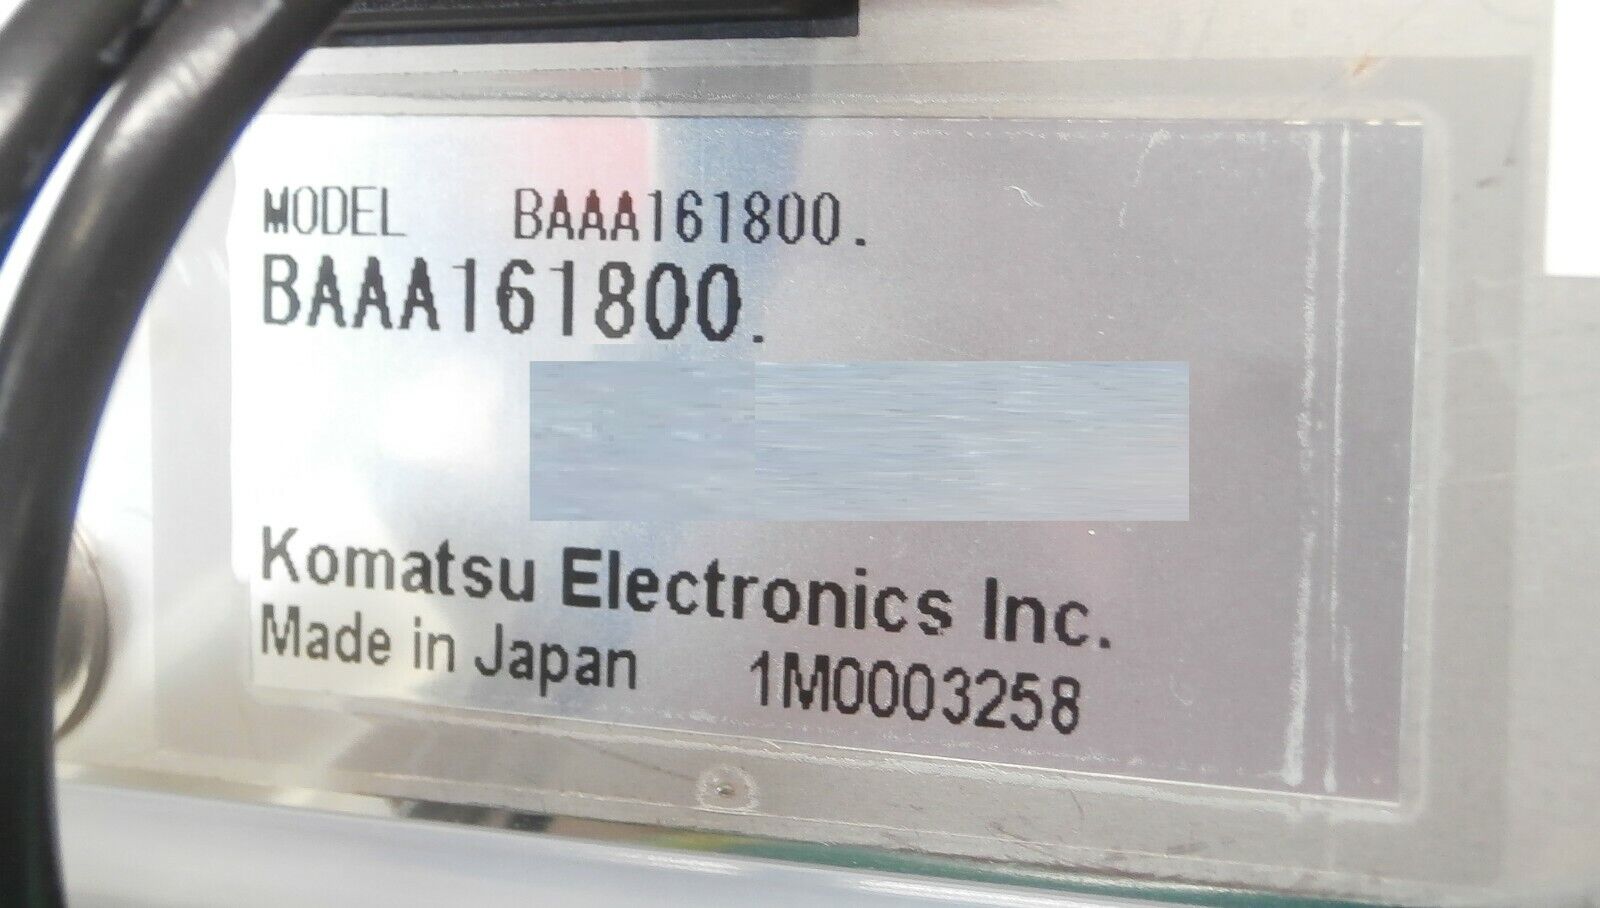 MODEL BAAA161800.
BAAA161800.
Komatsu Electronics Inc.
Made in Japan 1M0003258